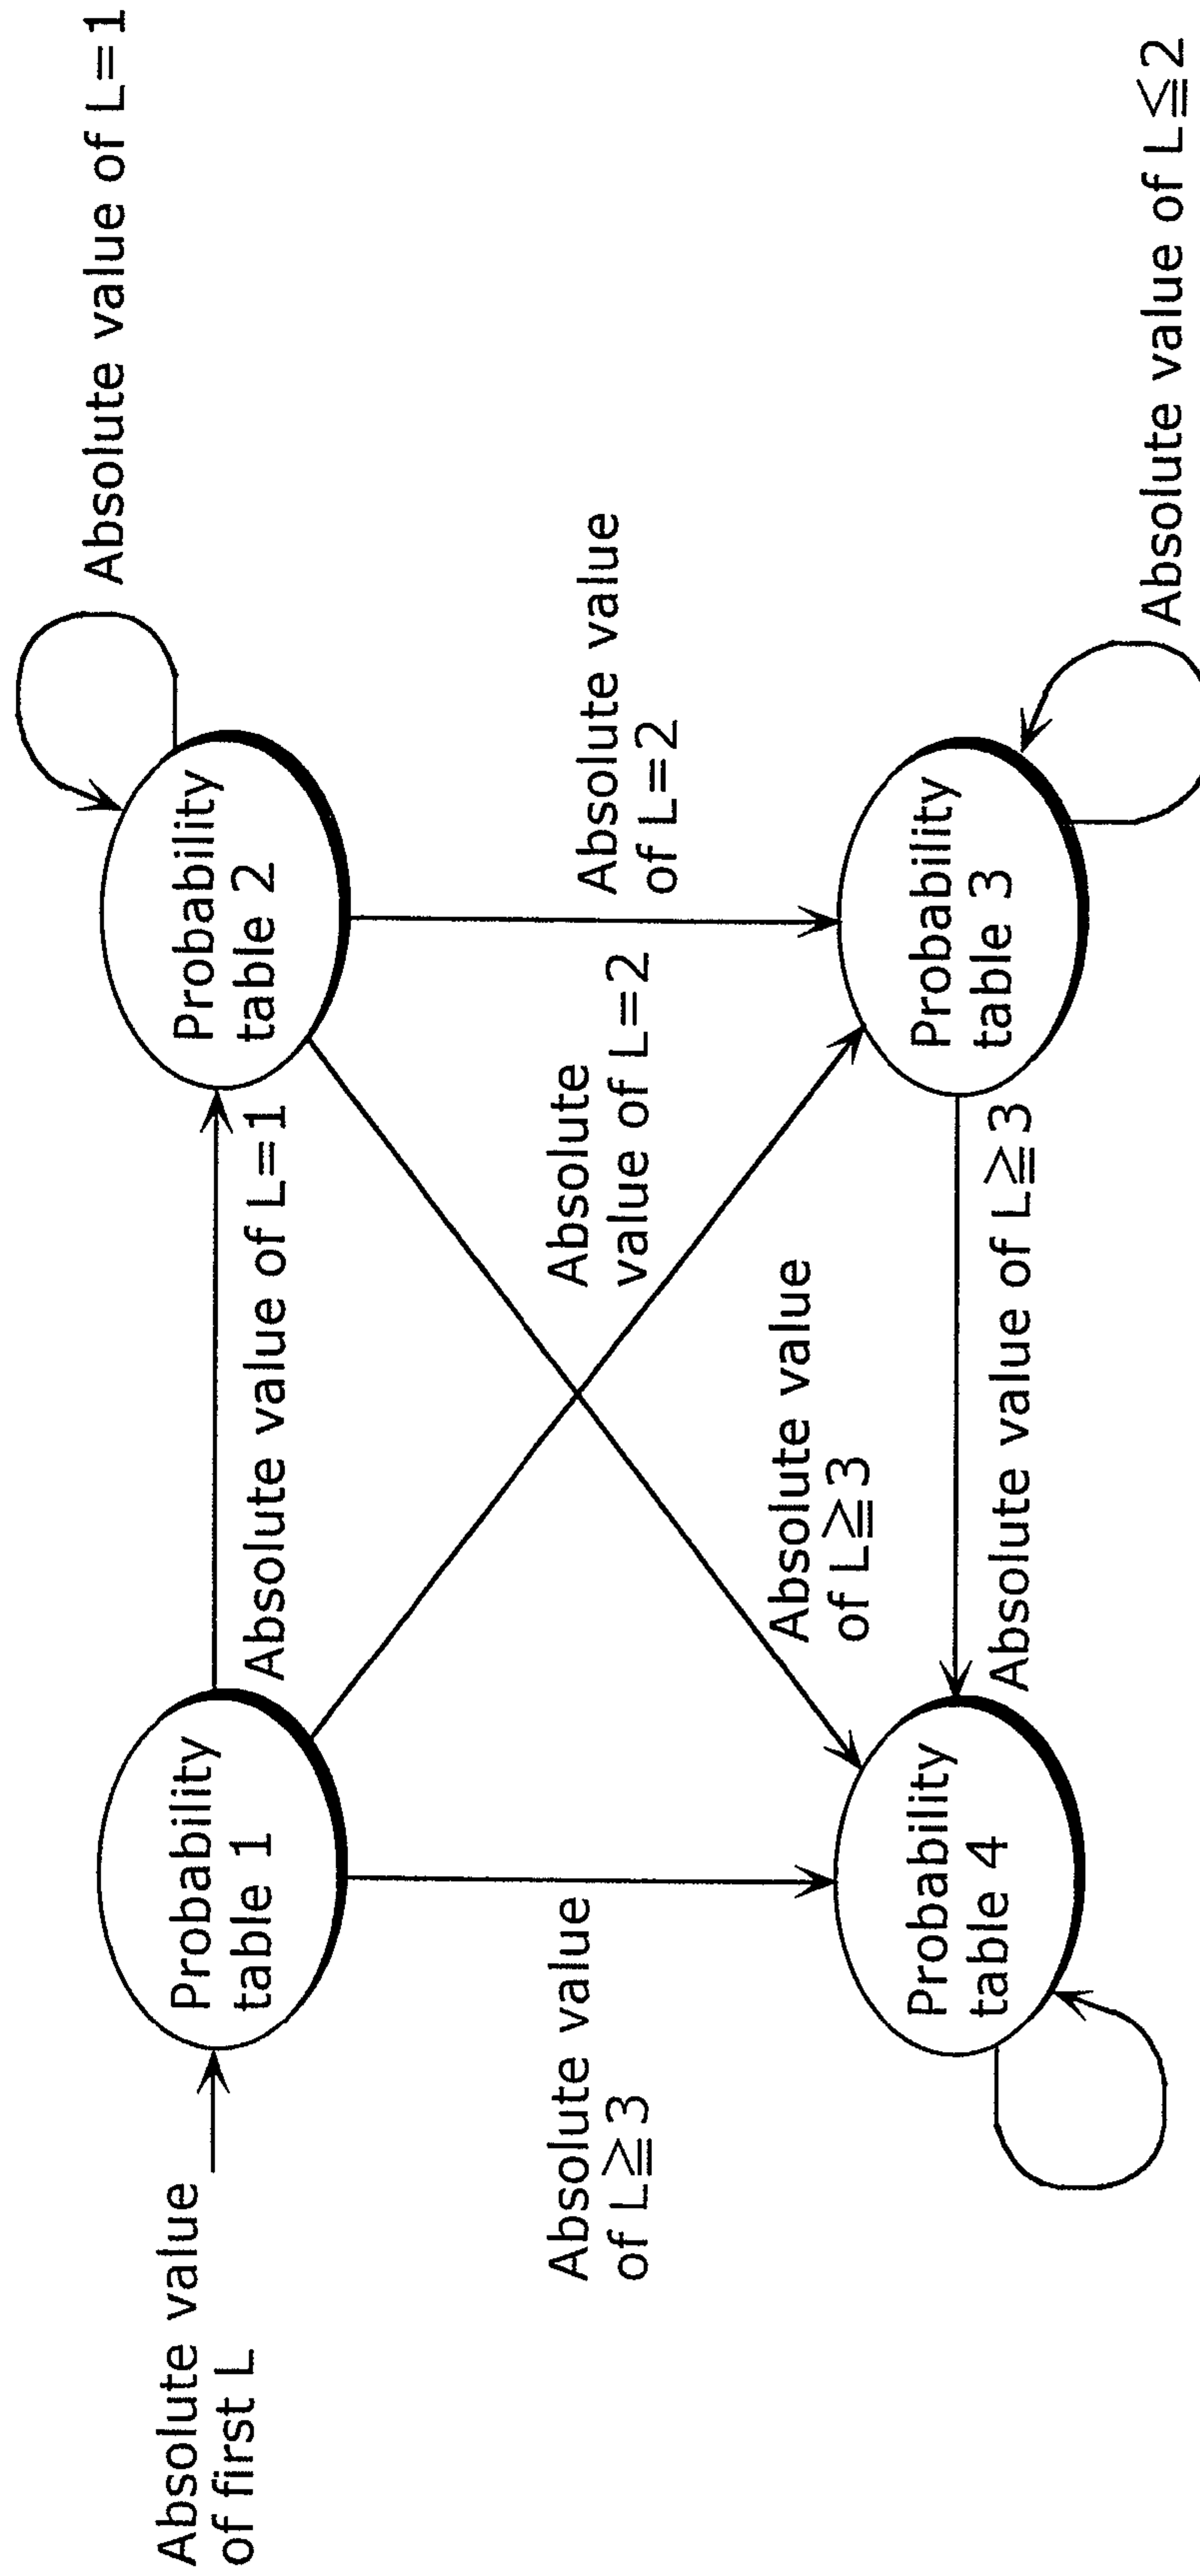 Absolute value
of first L
Probability
table 1
Absolute value of L=1
Probability
table 2
Absolute value of L=1
Absolute value
of L≧3
Absolute
value of L=2
Absolute value
of L=2
Absolute value
of L≧3
Probability
table 4
Absolute value of L≧3
Probability
table 3
Absolute value of L≦2